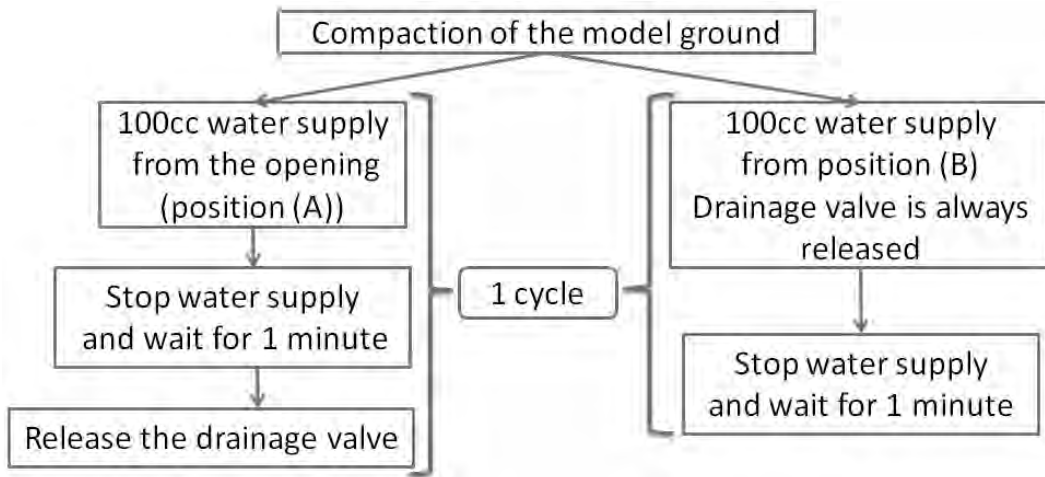 Compaction of the model ground
100cc water supply
from the opening
(position (A))
Stop water supply
and wait for 1 minute
Release the drainage valve
1 cycle
100cc water supply
from position (B)
Drainage valve is always
released
Stop water supply
and wait for 1 minute